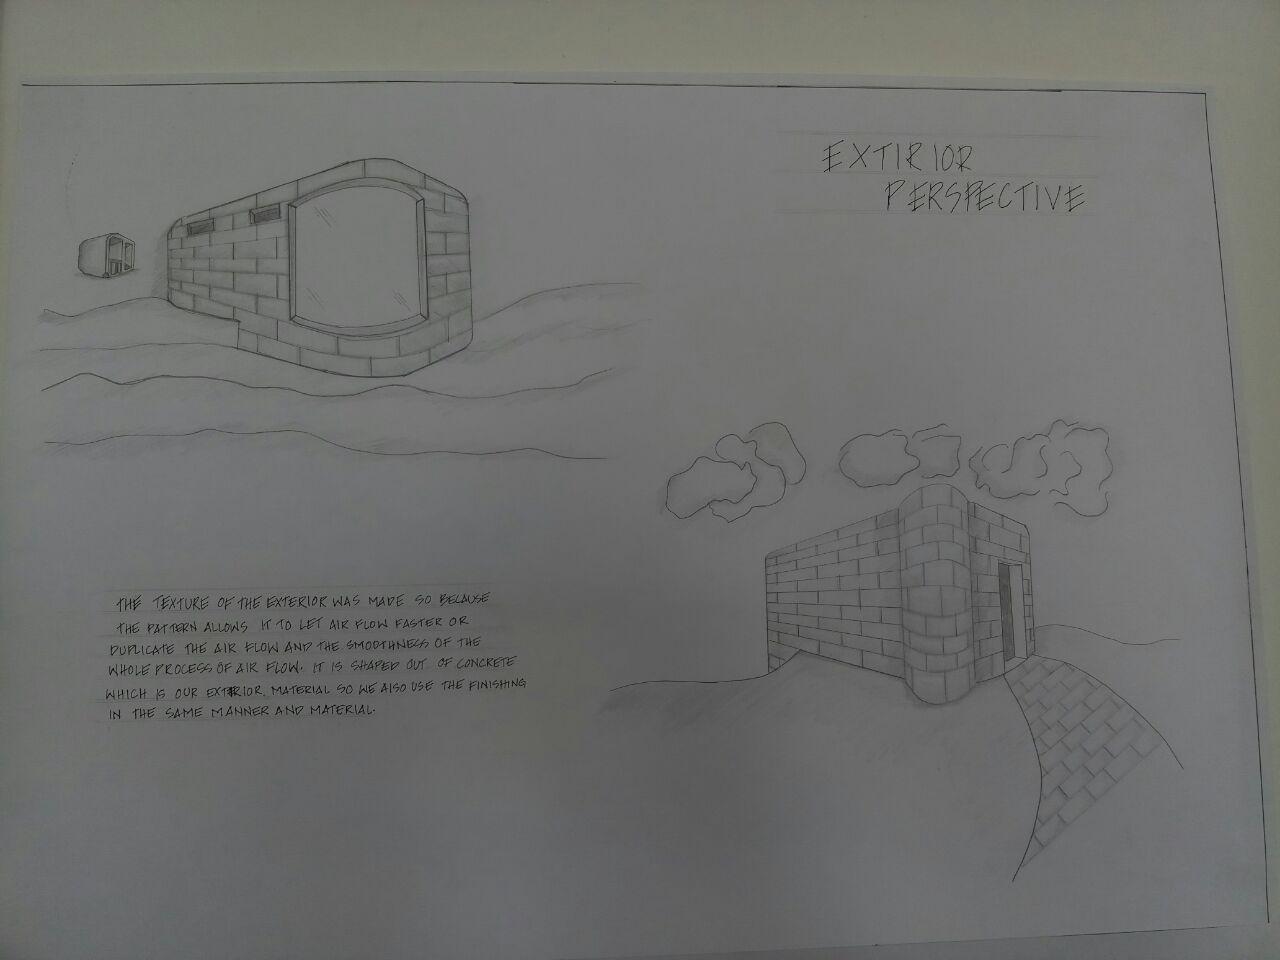 EXTIRIOR
PERSPECTIVE
THE TEXTURE OF THE EXTERIOR WAS MADE SO BECAUSE
THE PATTERN ALLOWS IT TO LET AIR FLOW FASTER OR
DUPLICATE THE AIR FLOW AND THE SMOOTHNESS OF THE
WHOLE PROCESS OF AIR FLOW. IT IS SHAPED OUT OF CONCRETE
WHICH IS OUR EXTRIOR MATERIAL SO WE ALSO USE THE FINISHING
IN THE SAME MANNER AND MATERIAL.